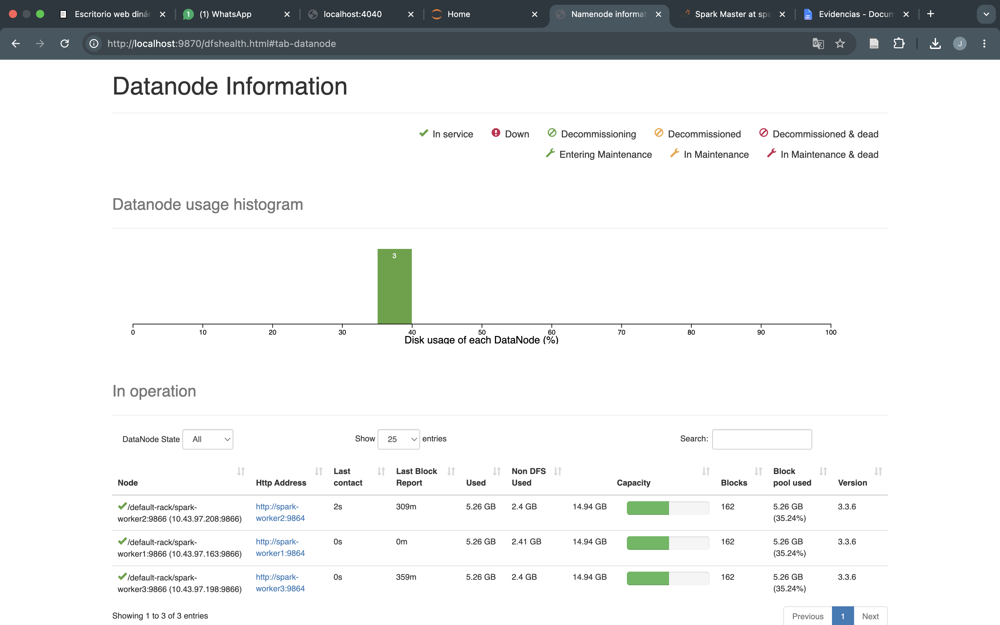 Escritorio web dinár
1 (1) WhatsApp
localhost:4040
Home
Namenode informat
Spark Master at spa
Evidencias - Docum
http://localhost:9870/dfshealth.html#tab-datanode
J
Datanode Information
In service Down Decommissioning Decommissioned Decommissioned & dead
Entering Maintenance In Maintenance In Maintenance & dead
Datanode usage histogram
3
0 10 20 30 40 50 60 70 80 90 100
Disk usage of each DataNode (%)
In operation
DataNode State All Show 25 entries Search:
Node Http Address Last contact Last Block Report Used Non DFS Used Capacity Blocks Block pool used Version
/default-rack/spark- http://spark- 2s 309m 5.26 GB 2.4 GB 14.94 GB 162 5.26 GB 3.3.6
worker2:9866 (10.43.97.208:9866) worker2:9864 (35.24%)
/default-rack/spark- http://spark- 0s 0m 5.26 GB 2.41 GB 14.94 GB 162 5.26 GB 3.3.6
worker1:9866 (10.43.97.163:9866) worker1:9864 (35.24%)
/default-rack/spark- http://spark- 0s 359m 5.26 GB 2.4 GB 14.94 GB 162 5.26 GB 3.3.6
worker3:9866 (10.43.97.198:9866) worker3:9864 (35.24%)
Showing 1 to 3 of 3 entries Previous 1 Next